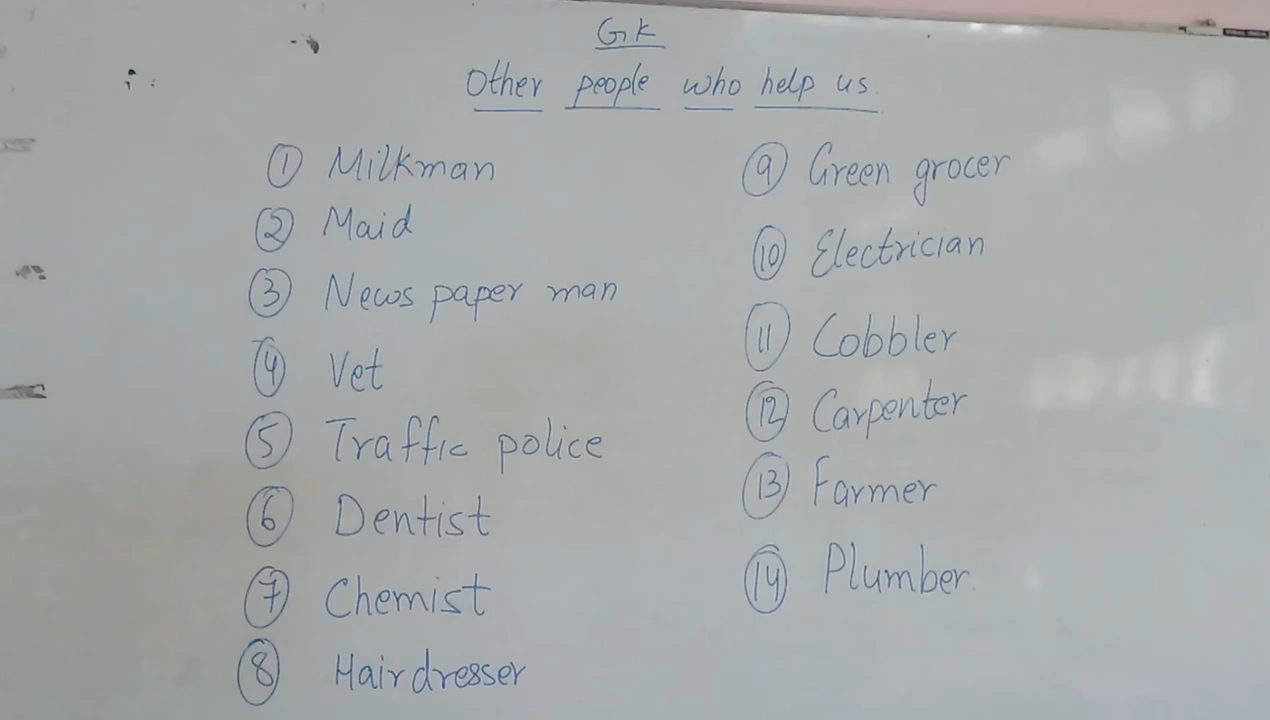 GK
Other people who help us.
① Milkman
② Maid
③ News paper man
④ Vet
⑤ Traffic police
⑥ Dentist
⑦ Chemist
⑧ Hairdresser
⑨ Green grocer
⑩ Electrician
⑪ Cobbler
⑫ Carpenter
⑬ Farmer
⑭ Plumber